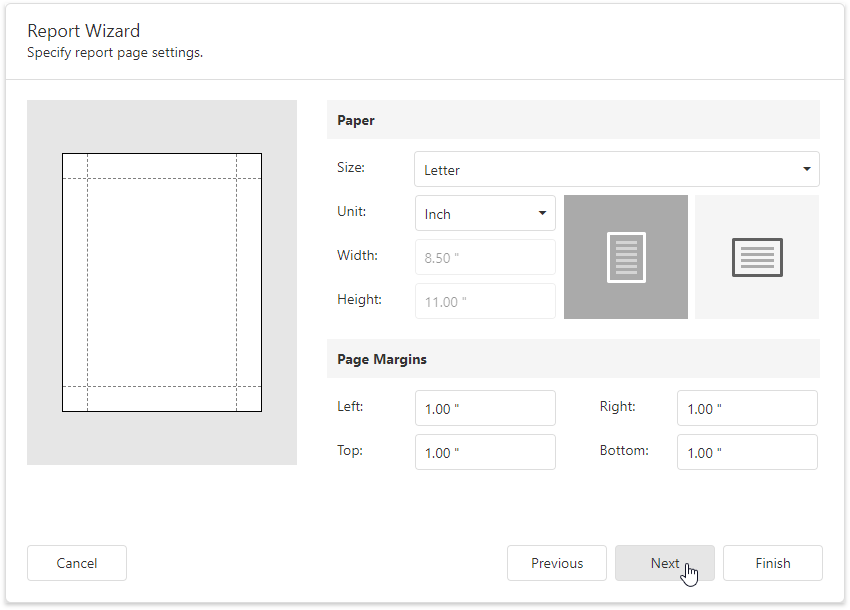 Report Wizard
Specify report page settings.
Paper
Size:
Letter
Unit:
Inch
Width:
8.50 "
Height:
11.00 "
Page Margins
Left:
1.00 "
Right:
1.00 "
Top:
1.00 "
Bottom:
1.00 "
Cancel
Previous
Next
Finish